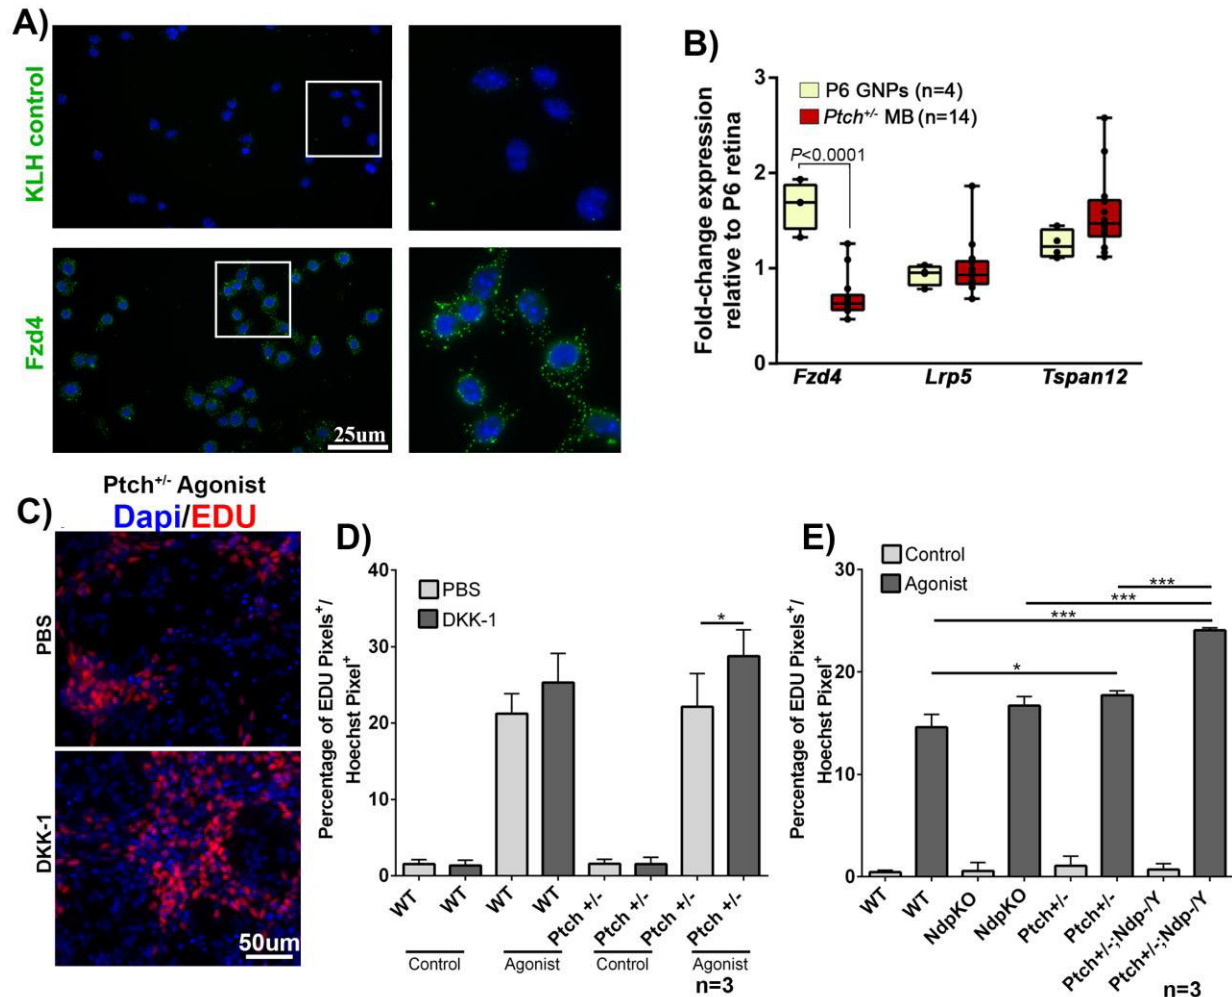 A)
KLH control
Fzd4
25um
B)
Fold-change expression
relative to P6 retina
3
2
1
0
P6 GNPs (n=4)
Ptch+/- MB (n=14)
P<0.0001
Fzd4 Lrp5 Tspan12
C)
Ptch+/- Agonist
Dapi/EDU
PBS
DKK-1
50um
D)
Percentage of EDU Pixels+/
Hoechst Pixel+
40
30
20
10
0
PBS
DKK-1
*
WT WT WT WT Ptch +/- Ptch +/- Ptch +/- Ptch +/-
Control Agonist Control Agonist
n=3
E)
Percentage of EDU Pixels+/
Hoechst Pixel+
30
20
10
0
Control
Agonist
***
***
***
*
WT WT NdpKO NdpKO Ptch+/- Ptch+/- Ptch+/-;Ndp-/Y Ptch+/-;Ndp-/Y
n=3